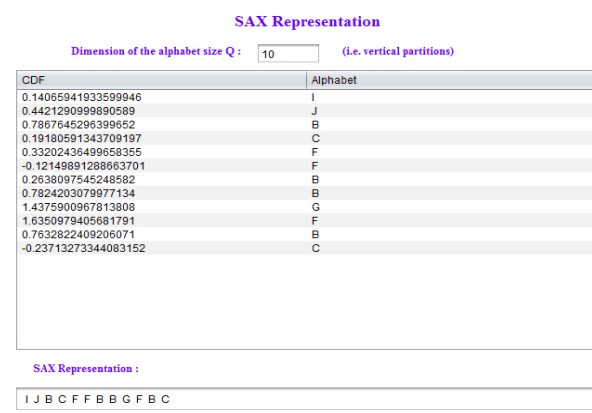 SAX Representation
Dimension of the alphabet size Q : 10 (i.e. vertical partitions)
CDF Alphabet
0.14065941933599946 I
0.4421290999890589 J
0.7867645296399652 B
0.19180591343709197 C
0.33202436499658355 F
-0.12149891288663701 F
0.2638097545248582 B
0.7824203079977134 B
1.4375900967813808 G
1.6350979405681791 F
0.7632822409206071 B
-0.23713273344083152 C
SAX Representation :
I J B C F F B B G F B C